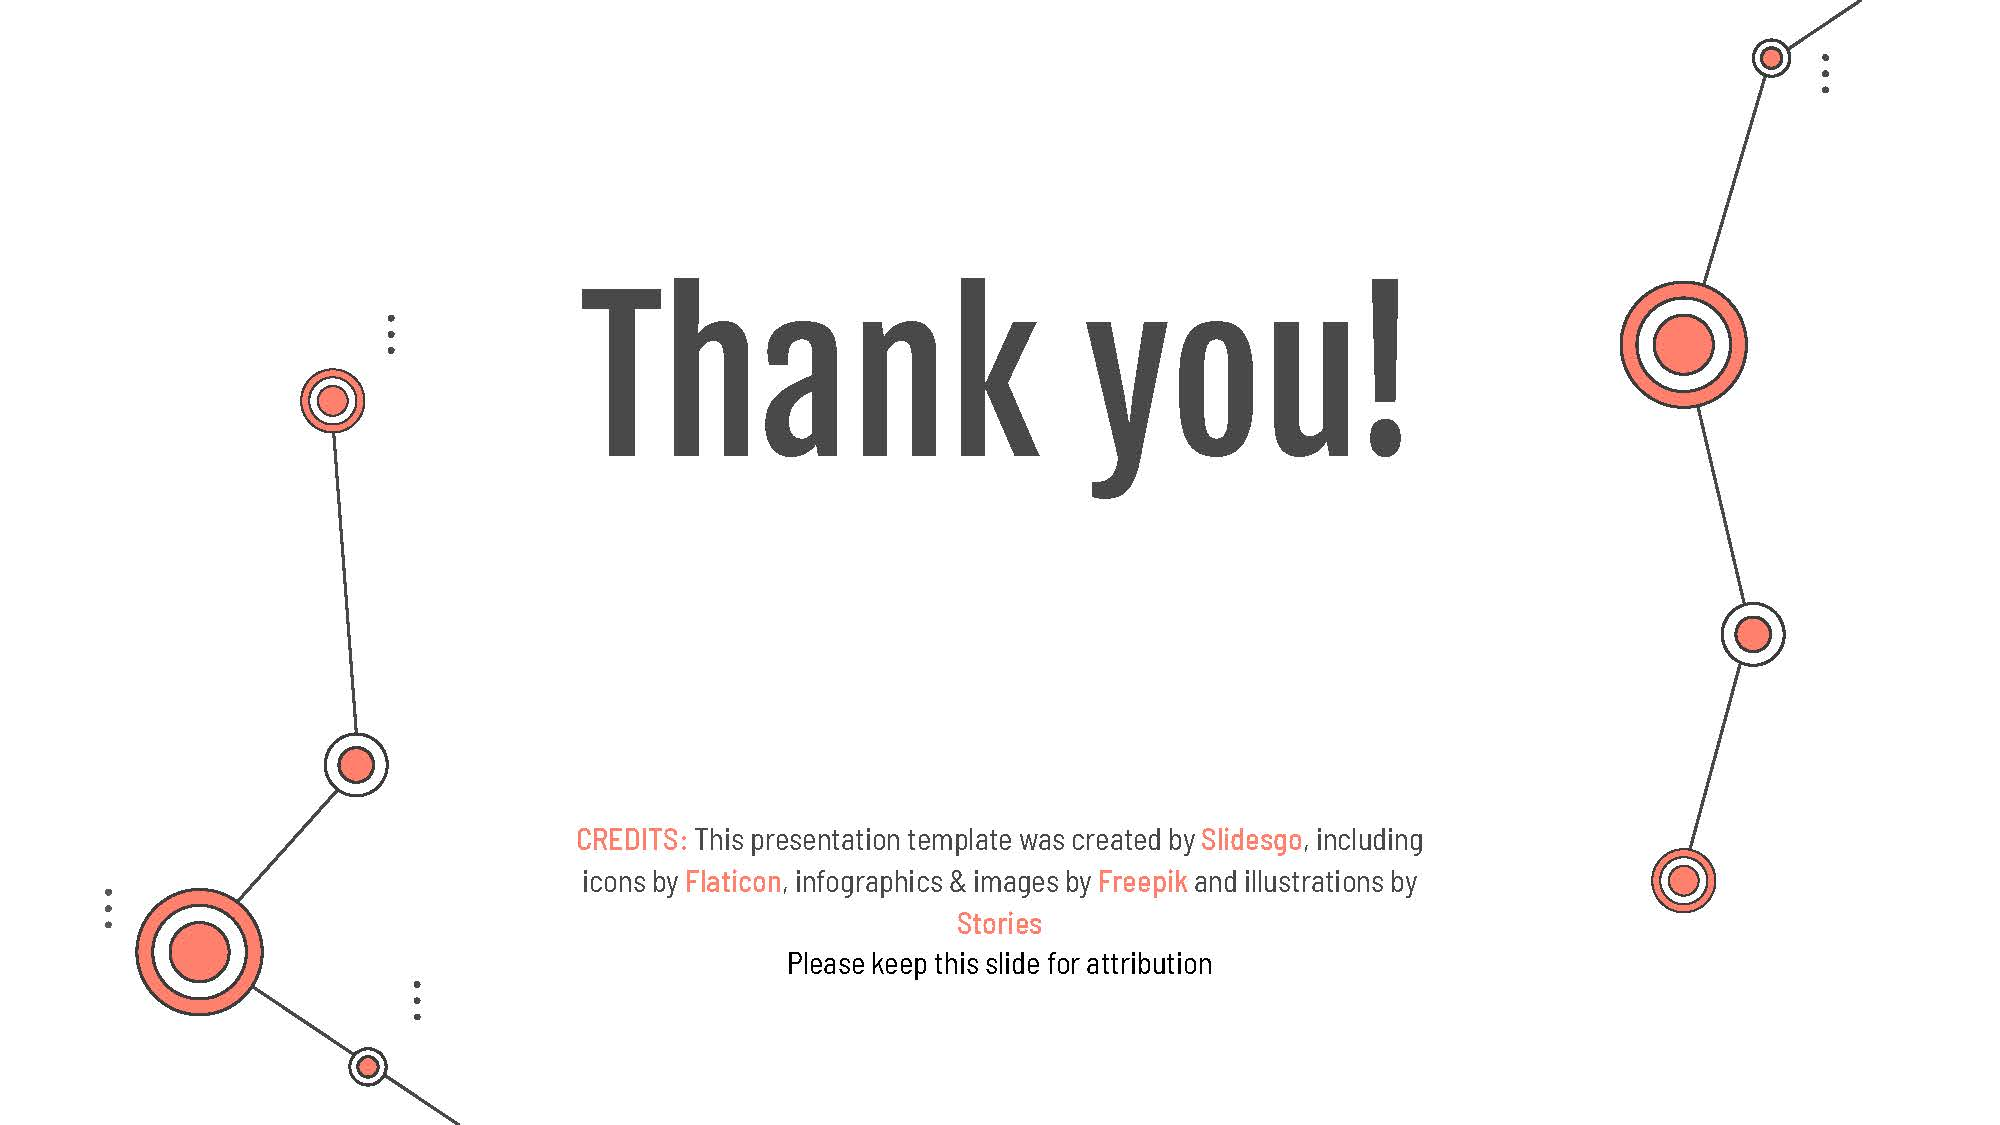 Thank you!
CREDITS: This presentation template was created by Slidesgo, including
icons by Flaticon, infographics & images by Freepik and illustrations by
Stories
Please keep this slide for attribution